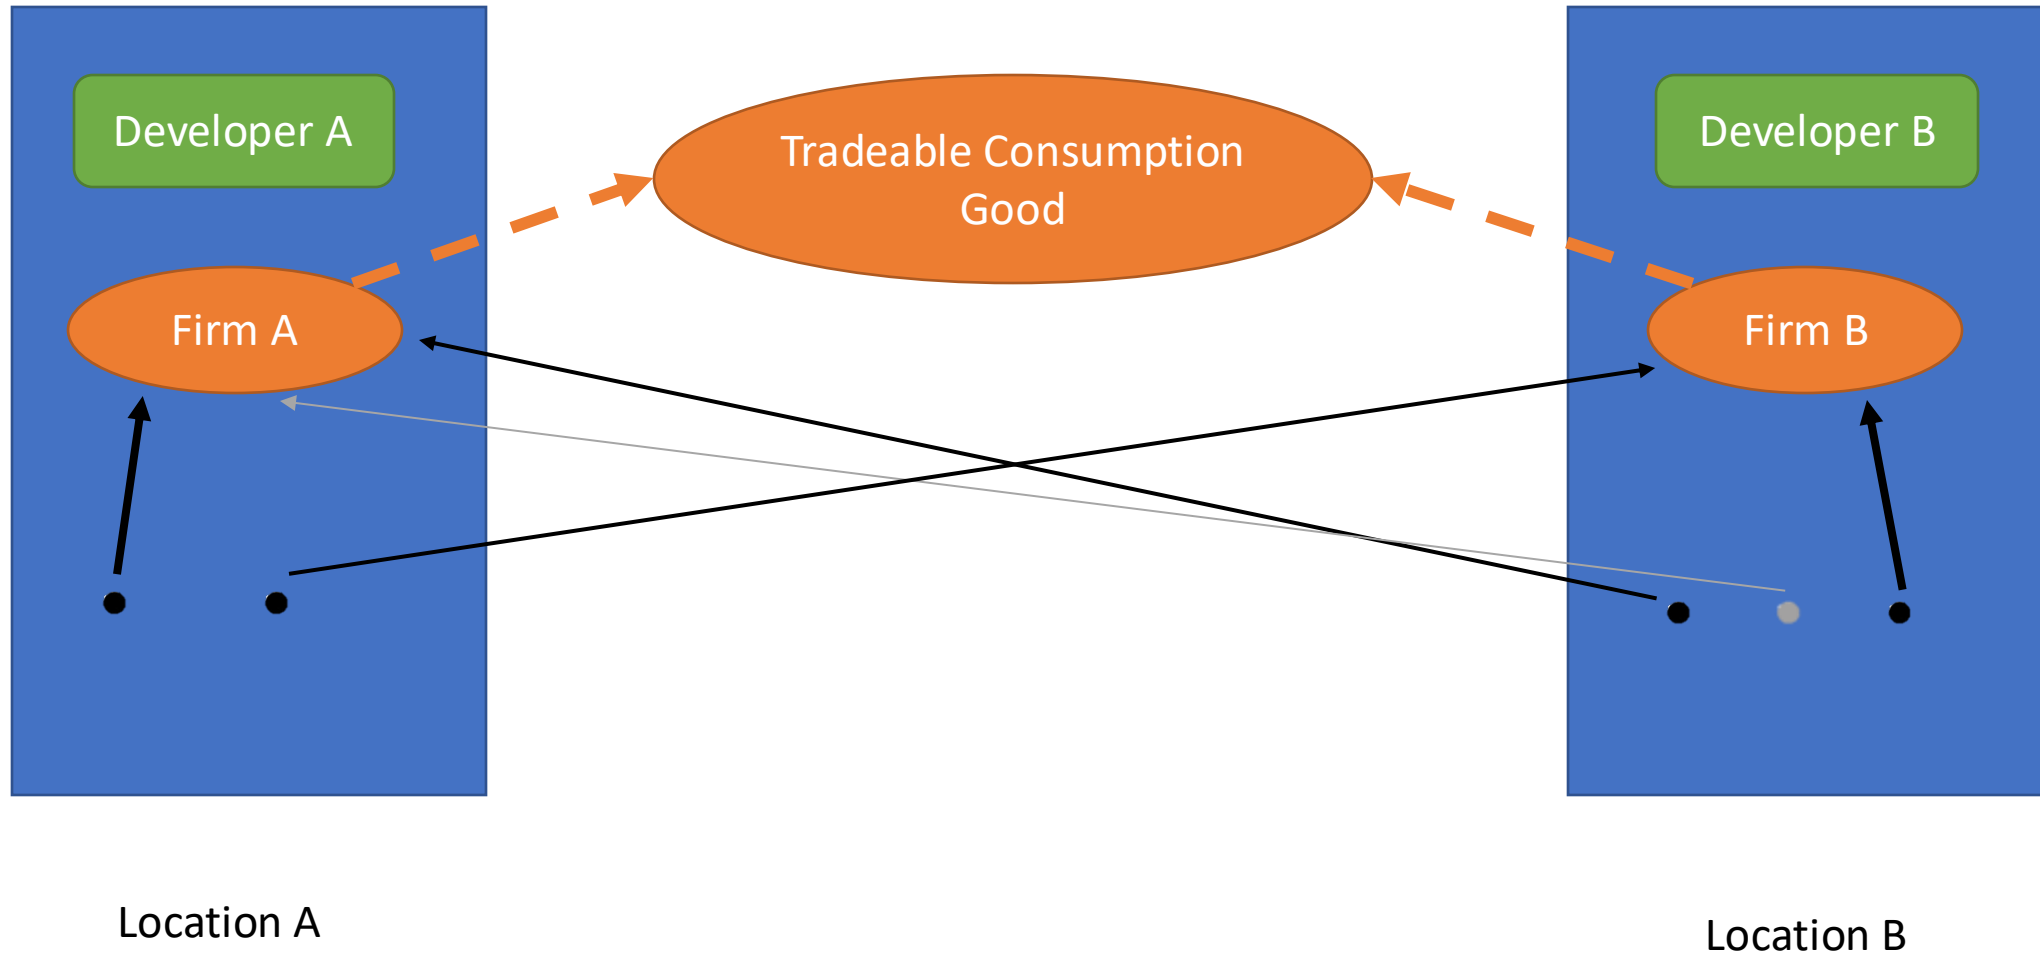 Developer A
Tradeable Consumption
Good
Developer B
Firm A
Firm B
Location A
Location B